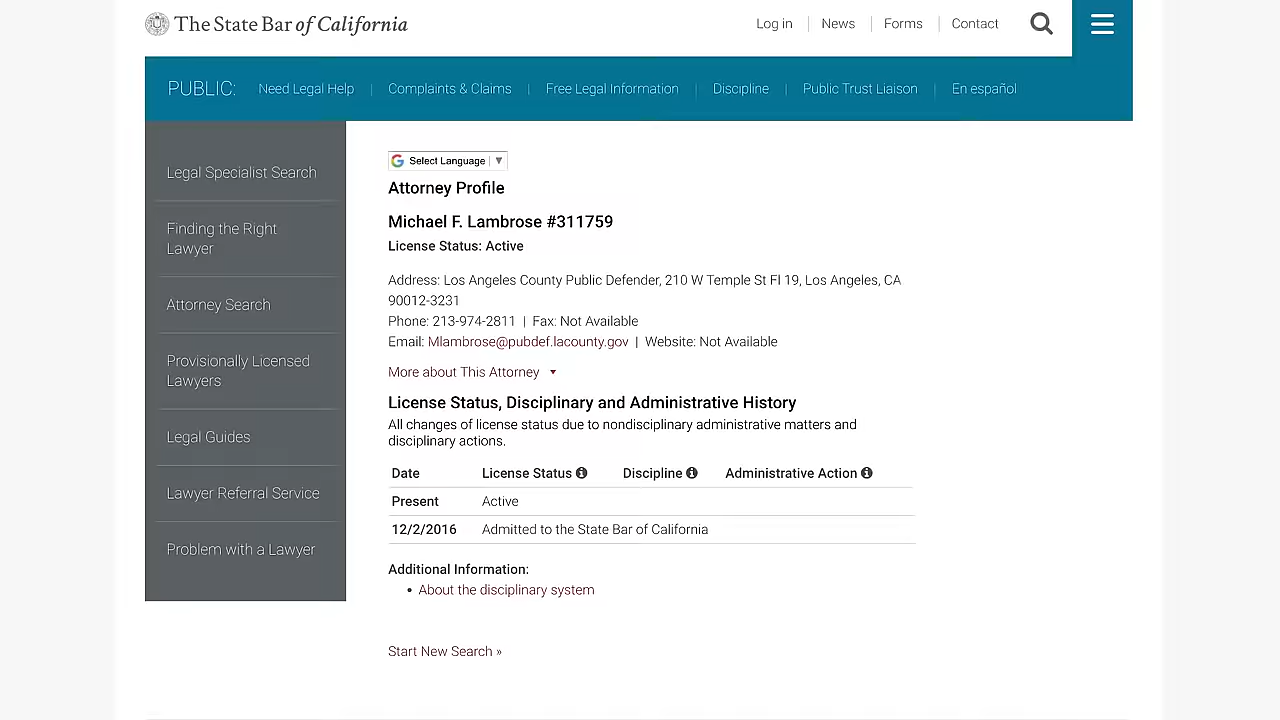 The State Bar of California
Log in
News
Forms
Contact
PUBLIC:
Need Legal Help
Complaints & Claims
Free Legal Information
Discipline
Public Trust Liaison
En español
Legal Specialist Search
Finding the Right
Lawyer
Attorney Search
Provisionally Licensed
Lawyers
Legal Guides
Lawyer Referral Service
Problem with a Lawyer
Select Language ▼
Attorney Profile
Michael F. Lambrose #311759
License Status: Active
Address: Los Angeles County Public Defender, 210 W Temple St Fl 19, Los Angeles, CA
90012-3231
Phone: 213-974-2811 | Fax: Not Available
Email: Mlambrose@pubdef.lacounty.gov | Website: Not Available
More about This Attorney
License Status, Disciplinary and Administrative History
All changes of license status due to nondisciplinary administrative matters and
disciplinary actions.
Date License Status Discipline Administrative Action
Present Active
12/2/2016 Admitted to the State Bar of California
Additional Information:
• About the disciplinary system
Start New Search »